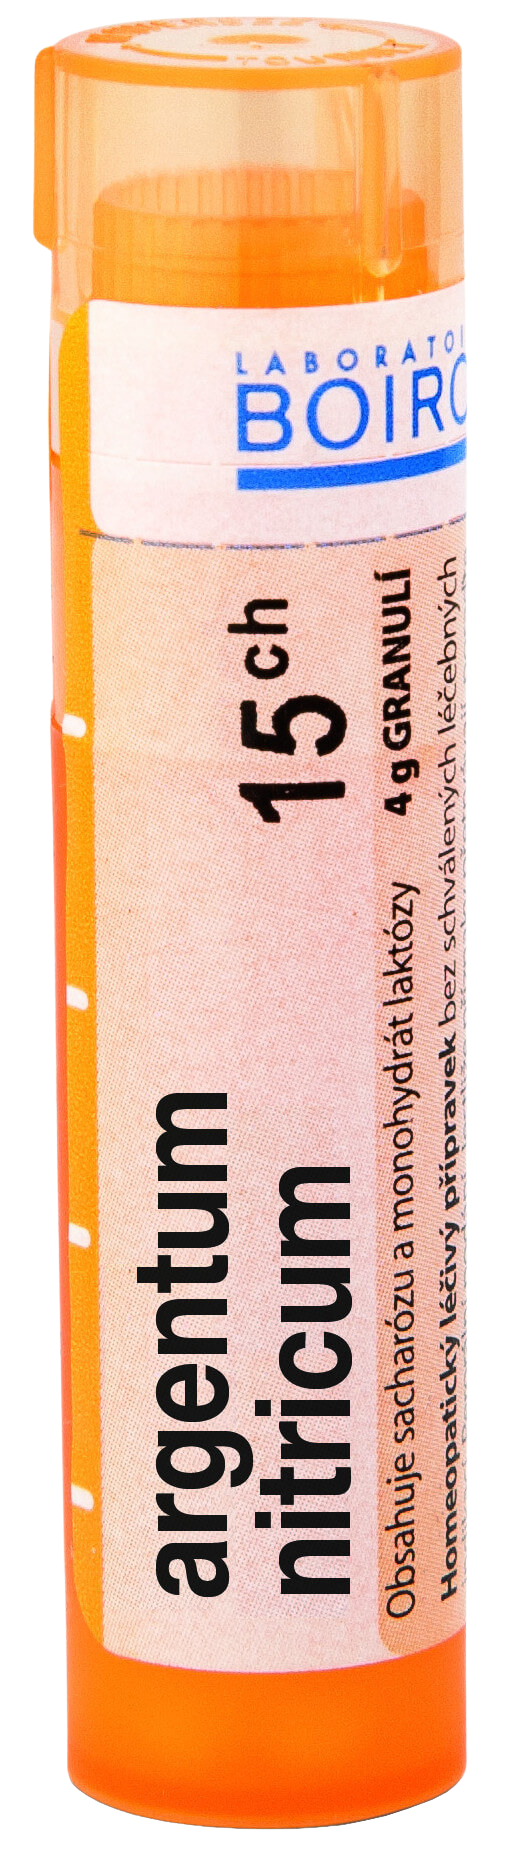 LABORATOI
BOIRO
argentum
nitricum
15 ch
Obsahuje sacharózu a monohydrát laktózy 4 g GRANULÍ
Homeopatický léčivý přípravek bez schválených léčebných